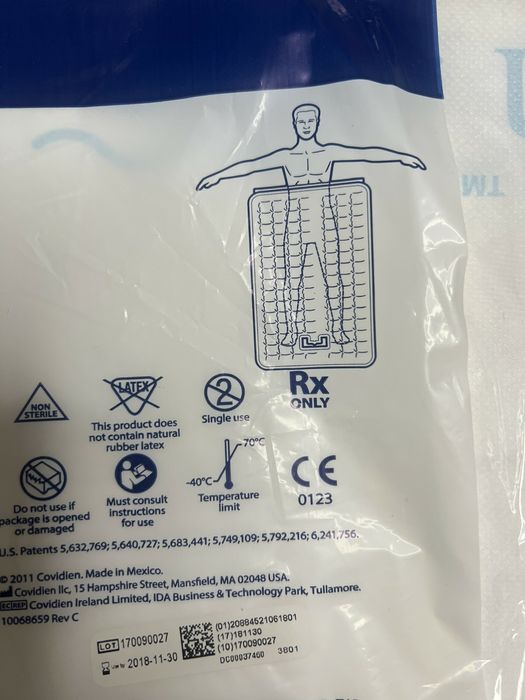 TM
Rx
ONLY
NON
STERILE
LATEX
This product does
not contain natural
rubber latex
2
Single use
Do not use if
package is opened
or damaged
Must consult
instructions
for use
70°C
-40°C
Temperature
limit
CE
0123
U.S. Patents 5,632,769; 5,640,727; 5,683,441; 5,749,109; 5,792,216; 6,241,756.
© 2011 Covidien. Made in Mexico.
Covidien llc, 15 Hampshire Street, Mansfield, MA 02048 USA.
EC REP Covidien Ireland Limited, IDA Business & Technology Park, Tullamore.
10068659 Rev C
LOT 170090027
2018-11-30
(01)20884521061801
(17)181130
(10)170090027
DC00037460 3801